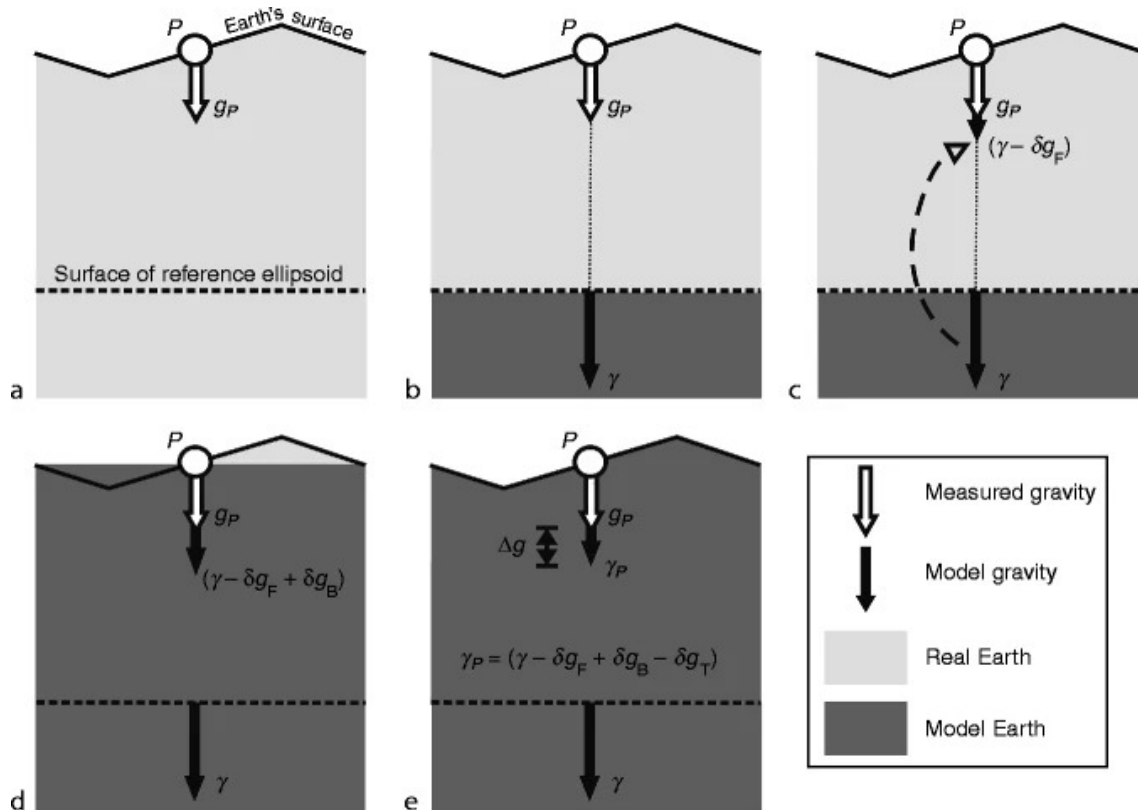 P
Earth's surface
g_P
Surface of reference ellipsoid
a
P
g_P
γ
b
P
g_P
(γ – δg_F)
γ
c
P
g_P
(γ – δg_F + δg_B)
γ
d
P
g_P
Δg
γ_P
γ_P = (γ – δg_F + δg_B – δg_T)
γ
e
Measured gravity
Model gravity
Real Earth
Model Earth